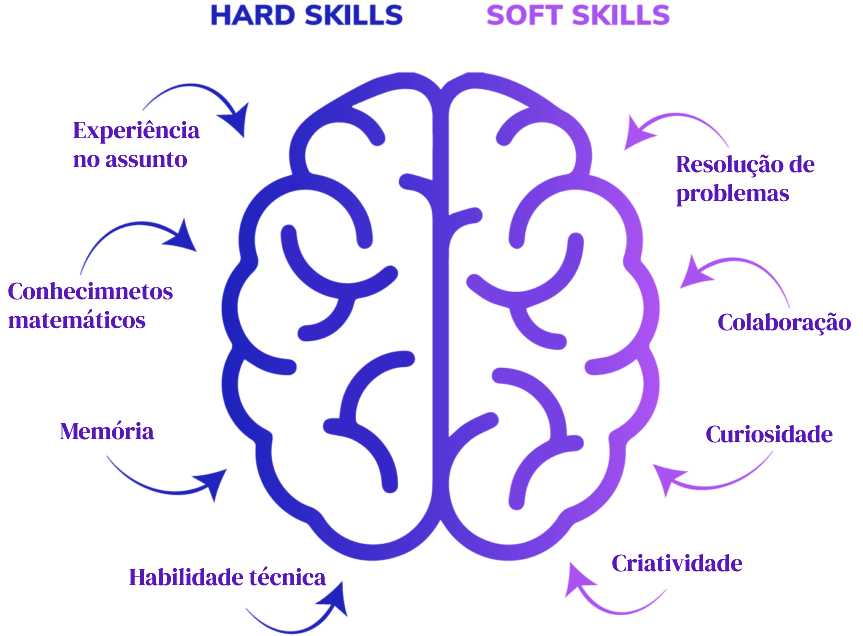 HARD SKILLS
SOFT SKILLS
Experiência
no assunto
Conhecimnetos
matemáticos
Memória
Habilidade técnica
Resolução de
problemas
Colaboração
Curiosidade
Criatividade